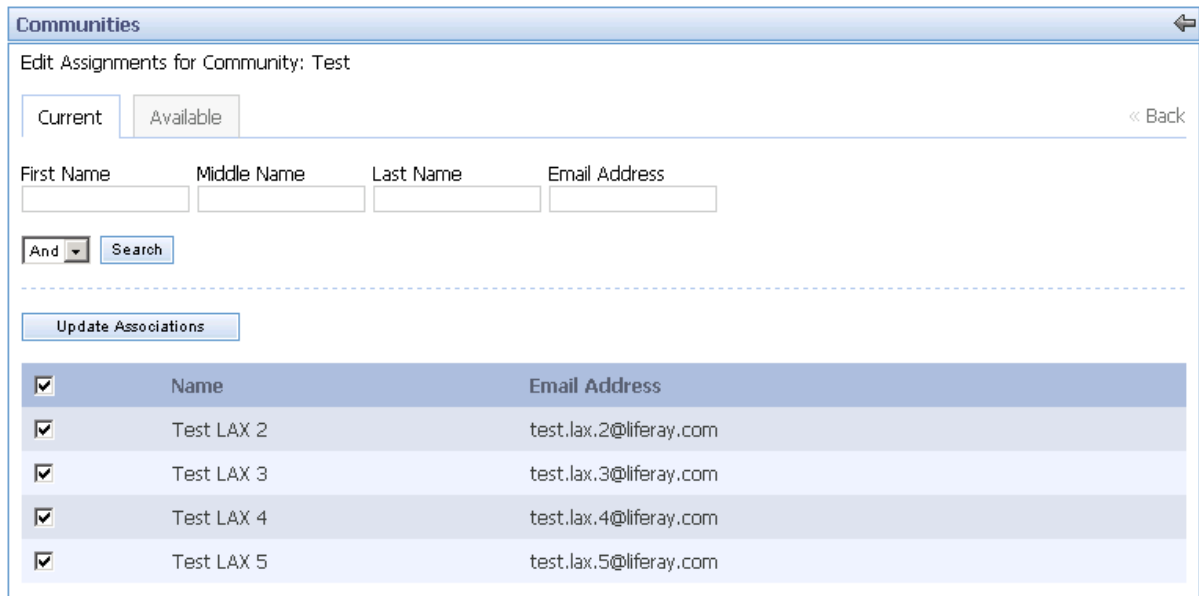 Communities
Edit Assignments for Community: Test
Current Available « Back
First Name Middle Name Last Name Email Address
And Search
Update Associations
Name Email Address
Test LAX 2 test.lax.2@liferay.com
Test LAX 3 test.lax.3@liferay.com
Test LAX 4 test.lax.4@liferay.com
Test LAX 5 test.lax.5@liferay.com